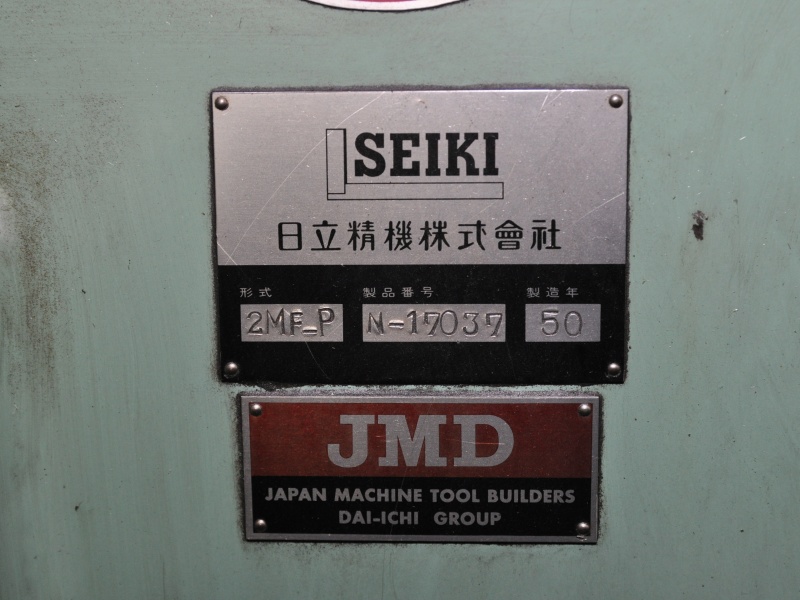 SEIKI
日立精機株式會社
形式 製品番号 製造年
2MF-P N-17037 50
JMD
JAPAN MACHINE TOOL BUILDERS
DAI-ICHI GROUP